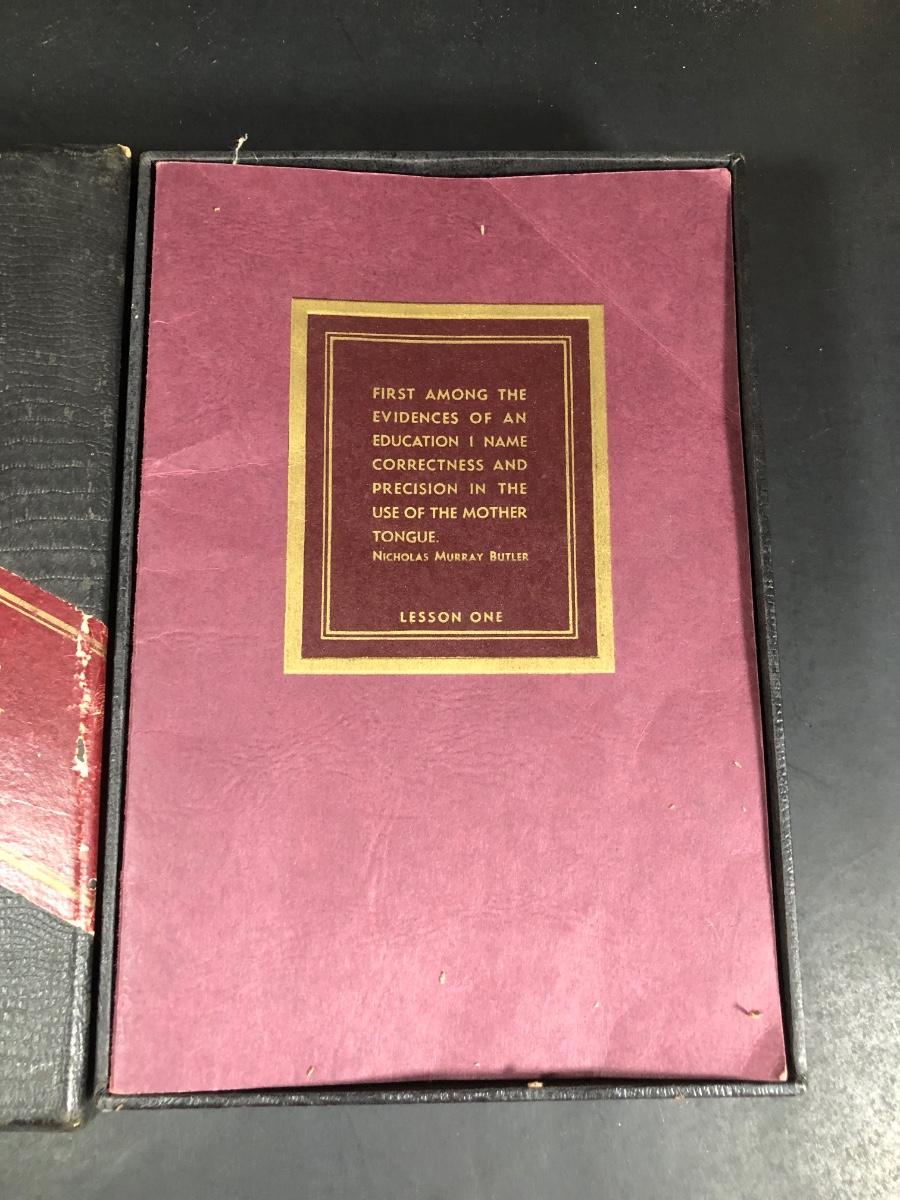 FIRST AMONG THE
EVIDENCES OF AN
EDUCATION I NAME
CORRECTNESS AND
PRECISION IN THE
USE OF THE MOTHER
TONGUE.
NICHOLAS MURRAY BUTLER
LESSON ONE